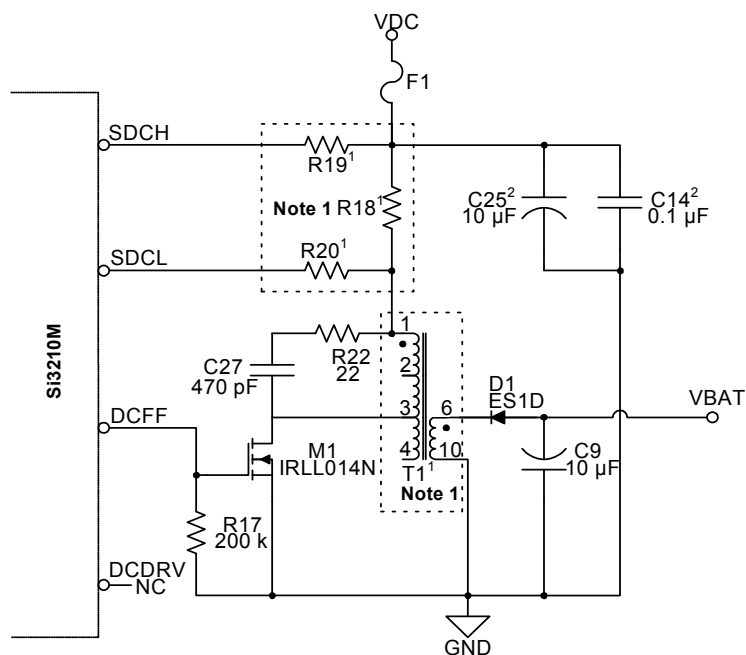 VDC
F1
SDCH
R19¹
Note 1 R18¹
C25²
10 µF
C14²
0.1 µF
R20¹
SDCL
Si3210M
1
R22
22
C27
470 pF
2
3
4
6
10
D1
ES1D
VBAT
DCFF
M1
IRLL014N
T1¹
Note 1
C9
10 µF
R17
200 k
DCDRV
NC
GND